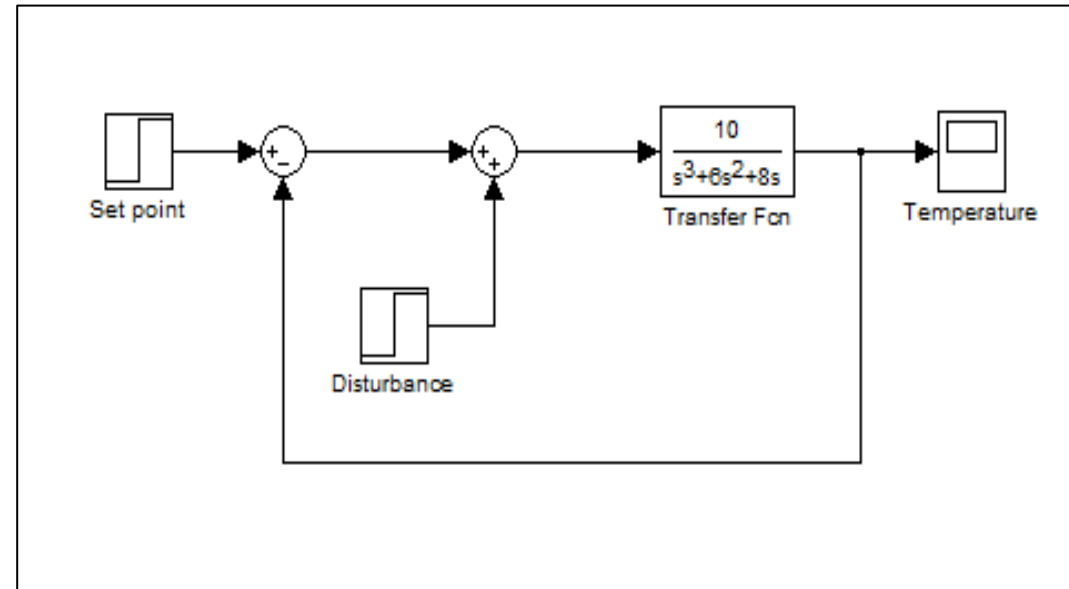 10
s3+6s2+8s
Set point
Transfer Fcn
Temperature
Disturbance
+
−
+
+